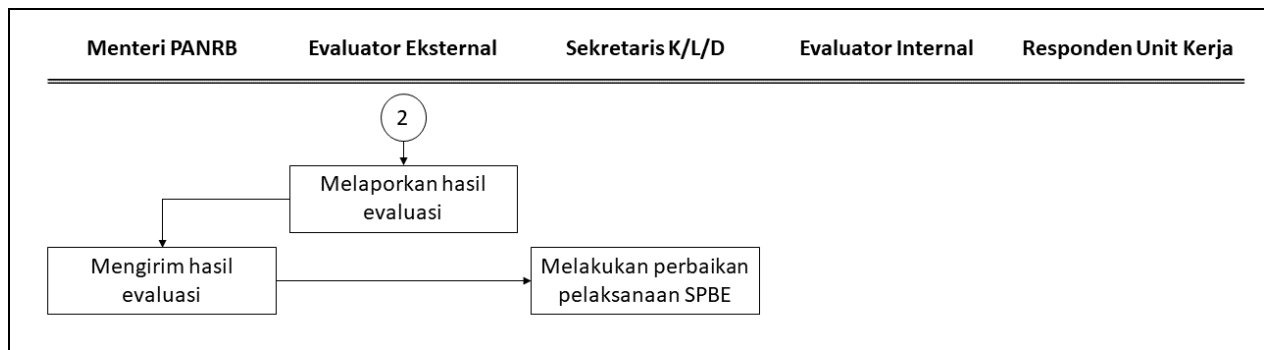 Menteri PANRB
Evaluator Eksternal
Sekretaris K/L/D
Evaluator Internal
Responden Unit Kerja
2
Melaporkan hasil
evaluasi
Mengirim hasil
evaluasi
Melakukan perbaikan
pelaksanaan SPBE